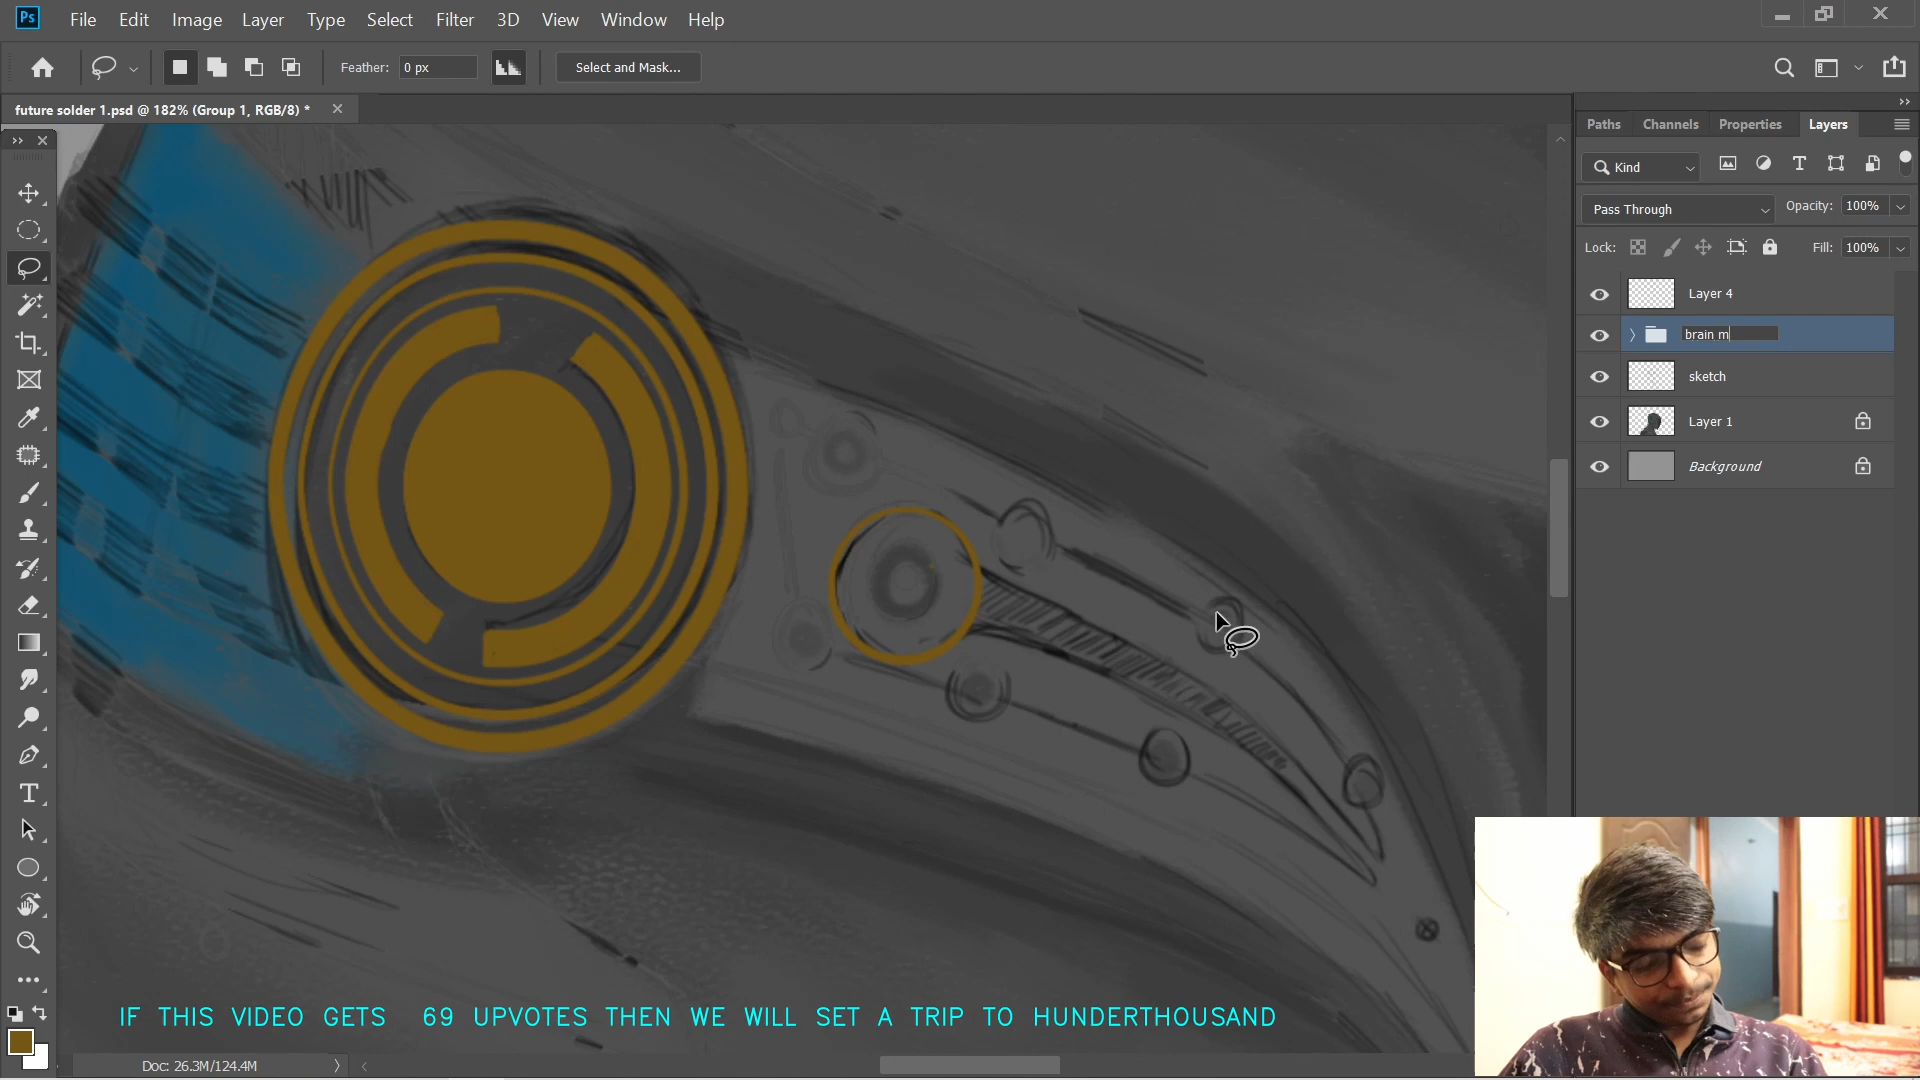 Ps File Edit Image Layer Type Select Filter 3D View Window Help
Feather: 0 px Select and Mask...
future solder 1.psd @ 182% (Group 1, RGB/8) *
Paths Channels Properties Layers
Kind
Pass Through Opacity: 100%
Lock: Fill: 100%
Layer 4
brain m
sketch
Layer 1
Background
IF THIS VIDEO GETS 69 UPVOTES THEN WE WILL SET A TRIP TO HUNDERTHOUSAND
Doc: 26.3M/124.4M